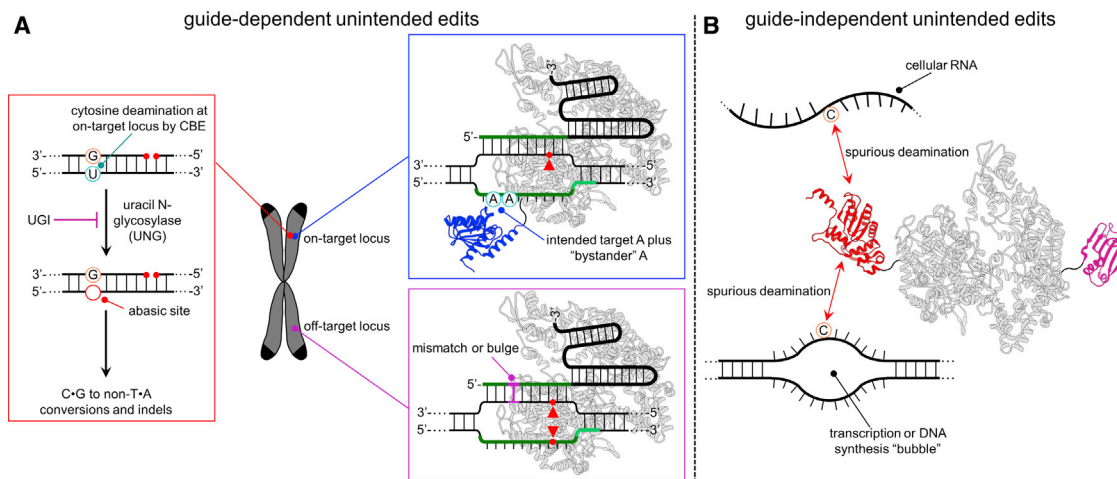 A
guide-dependent unintended edits
cytosine deamination at
on-target locus by CBE
3’ G -5’
5’ U -3’
UGI
uracil N-
glycosylase
(UNG)
3’ G -5’
5’ -3’
abasic site
C•G to non-T•A
conversions and indels
on-target locus
off-target locus
-3’
5’-
3’ -5’
5’ -3’
A A
intended target A plus
“bystander” A
-3’
mismatch or bulge
5’-
3’ -5’
5’ -3’
B
guide-independent unintended edits
cellular RNA
C
spurious deamination
spurious deamination
C
transcription or DNA
synthesis “bubble”